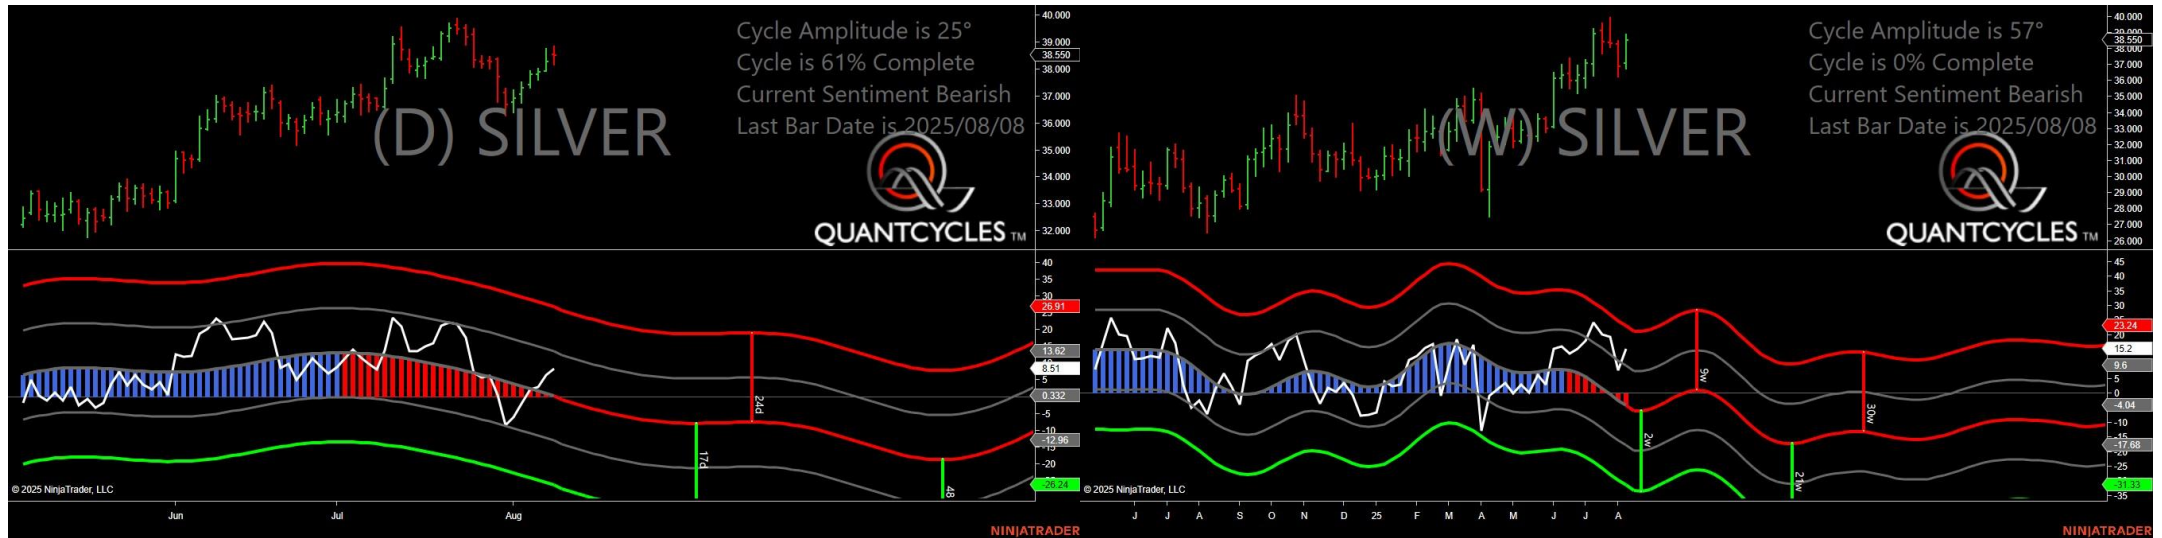 Cycle Amplitude is 25°
Cycle is 61% Complete
Current Sentiment Bearish
Last Bar Date is 2025/08/08
(D) SILVER
QUANTCYCLES TM
40.000
39.000
38.550
38.000
37.000
36.000
35.000
34.000
33.000
32.000
40
35
30
26.91
20
13.62
8.51
5
0.332
-5
-10
-12.96
-20
-26.24
24d
17d
48
© 2025 NinjaTrader, LLC
Jun Jul Aug
NINJATRADER
Cycle Amplitude is 57°
Cycle is 0% Complete
Current Sentiment Bearish
Last Bar Date is 2025/08/08
(W) SILVER
QUANTCYCLES TM
40.000
39.000
38.550
38.000
37.000
36.000
35.000
34.000
33.000
32.000
31.000
30.000
29.000
28.000
27.000
26.000
45
40
35
30
23.24
20
15.2
9.6
5
0
-4.04
-10
-15
-17.68
-25
-31.33
-35
9w
30w
2w
21w
© 2025 NinjaTrader, LLC
J J A S O N D 25 F M A M J J A
NINJATRADER